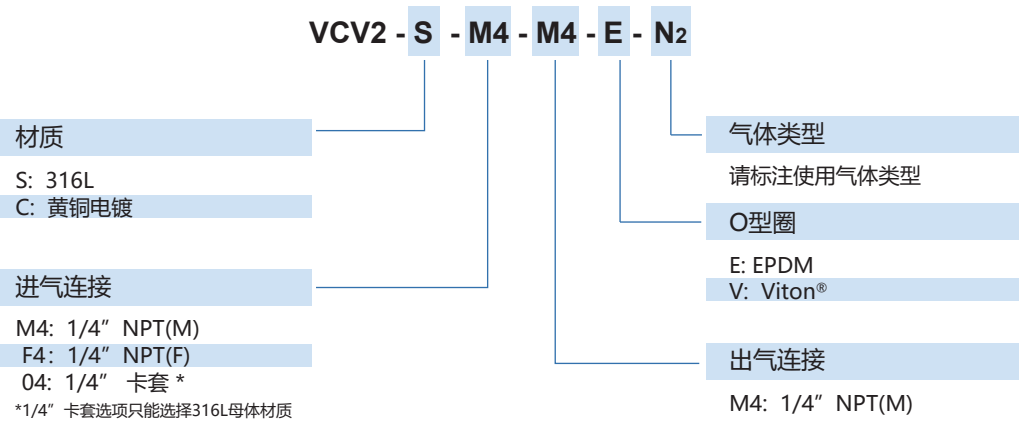 VCV2 - S - M4 - M4 - E - N2
材质
S: 316L
C: 黄铜电镀
进气连接
M4: 1/4" NPT(M)
F4: 1/4" NPT(F)
04: 1/4" 卡套 *
*1/4" 卡套选项只能选择316L母体材质
气体类型
请标注使用气体类型
O型圈
E: EPDM
V: Viton®
出气连接
M4: 1/4" NPT(M)